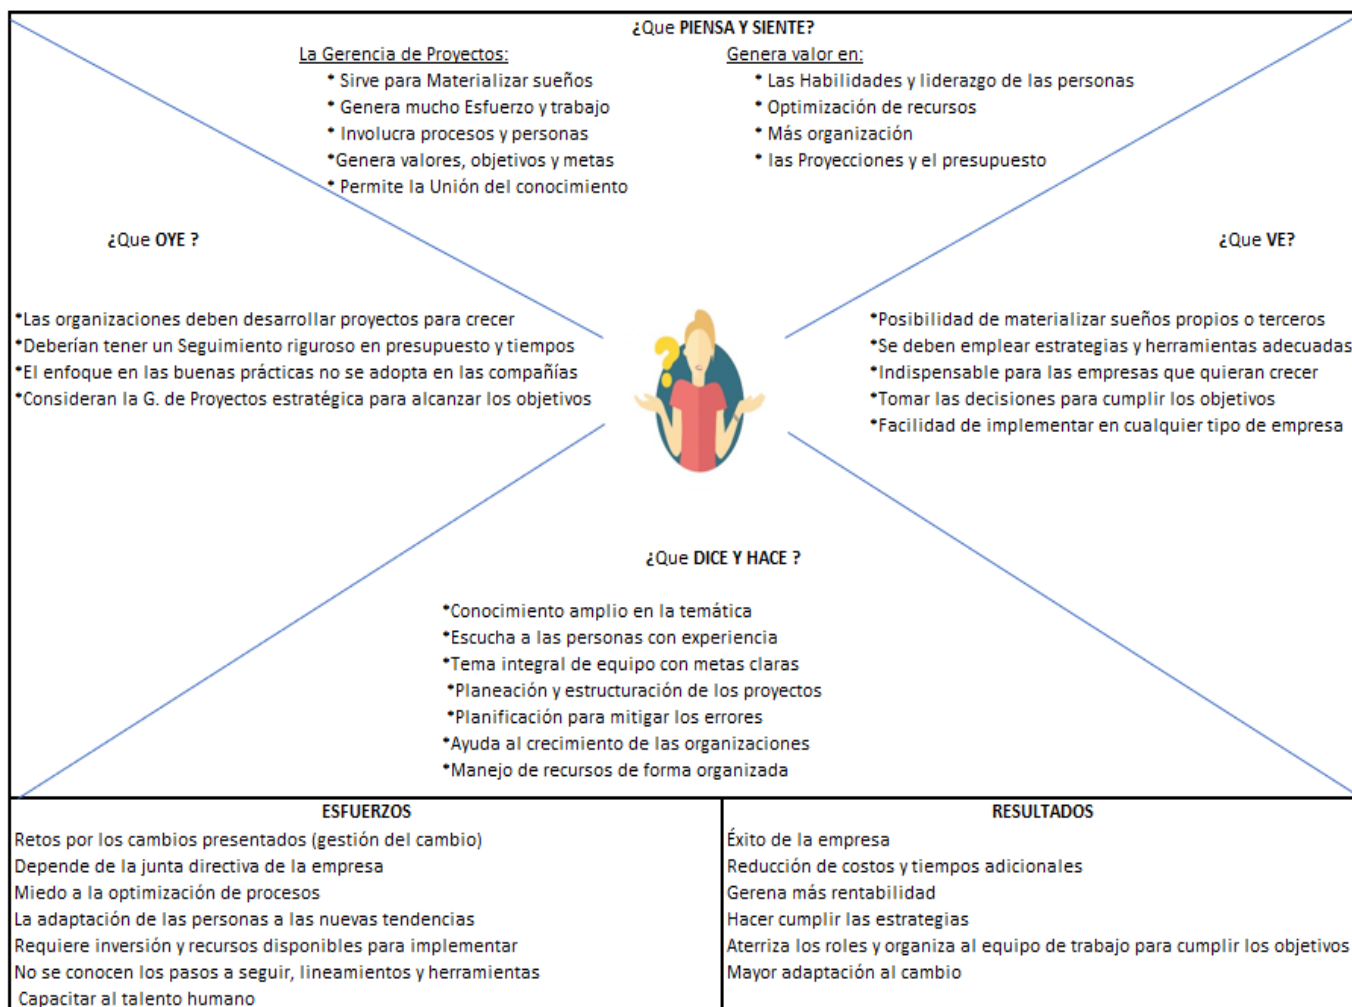 ¿Que PIENSA Y SIENTE?
La Gerencia de Proyectos:
* Sirve para Materializar sueños
* Genera mucho Esfuerzo y trabajo
* Involucra procesos y personas
*Genera valores, objetivos y metas
* Permite la Unión del conocimiento
Genera valor en:
* Las Habilidades y liderazgo de las personas
* Optimización de recursos
* Más organización
* las Proyecciones y el presupuesto
¿Que OYE ?
*Las organizaciones deben desarrollar proyectos para crecer
*Deberían tener un Seguimiento riguroso en presupuesto y tiempos
*El enfoque en las buenas prácticas no se adopta en las compañías
*Consideran la G. de Proyectos estratégica para alcanzar los objetivos
?
¿Que VE?
*Posibilidad de materializar sueños propios o terceros
*Se deben emplear estrategias y herramientas adecuadas
*Indispensable para las empresas que quieran crecer
*Tomar las decisiones para cumplir los objetivos
*Facilidad de implementar en cualquier tipo de empresa
¿Que DICE Y HACE ?
*Conocimiento amplio en la temática
*Escucha a las personas con experiencia
*Tema integral de equipo con metas claras
*Planeación y estructuración de los proyectos
*Planificación para mitigar los errores
*Ayuda al crecimiento de las organizaciones
*Manejo de recursos de forma organizada
ESFUERZOS
Retos por los cambios presentados (gestión del cambio)
Depende de la junta directiva de la empresa
Miedo a la optimización de procesos
La adaptación de las personas a las nuevas tendencias
Requiere inversión y recursos disponibles para implementar
No se conocen los pasos a seguir, lineamientos y herramientas
Capacitar al talento humano
RESULTADOS
Éxito de la empresa
Reducción de costos y tiempos adicionales
Gerena más rentabilidad
Hacer cumplir las estrategias
Aterriza los roles y organiza al equipo de trabajo para cumplir los objetivos
Mayor adaptación al cambio